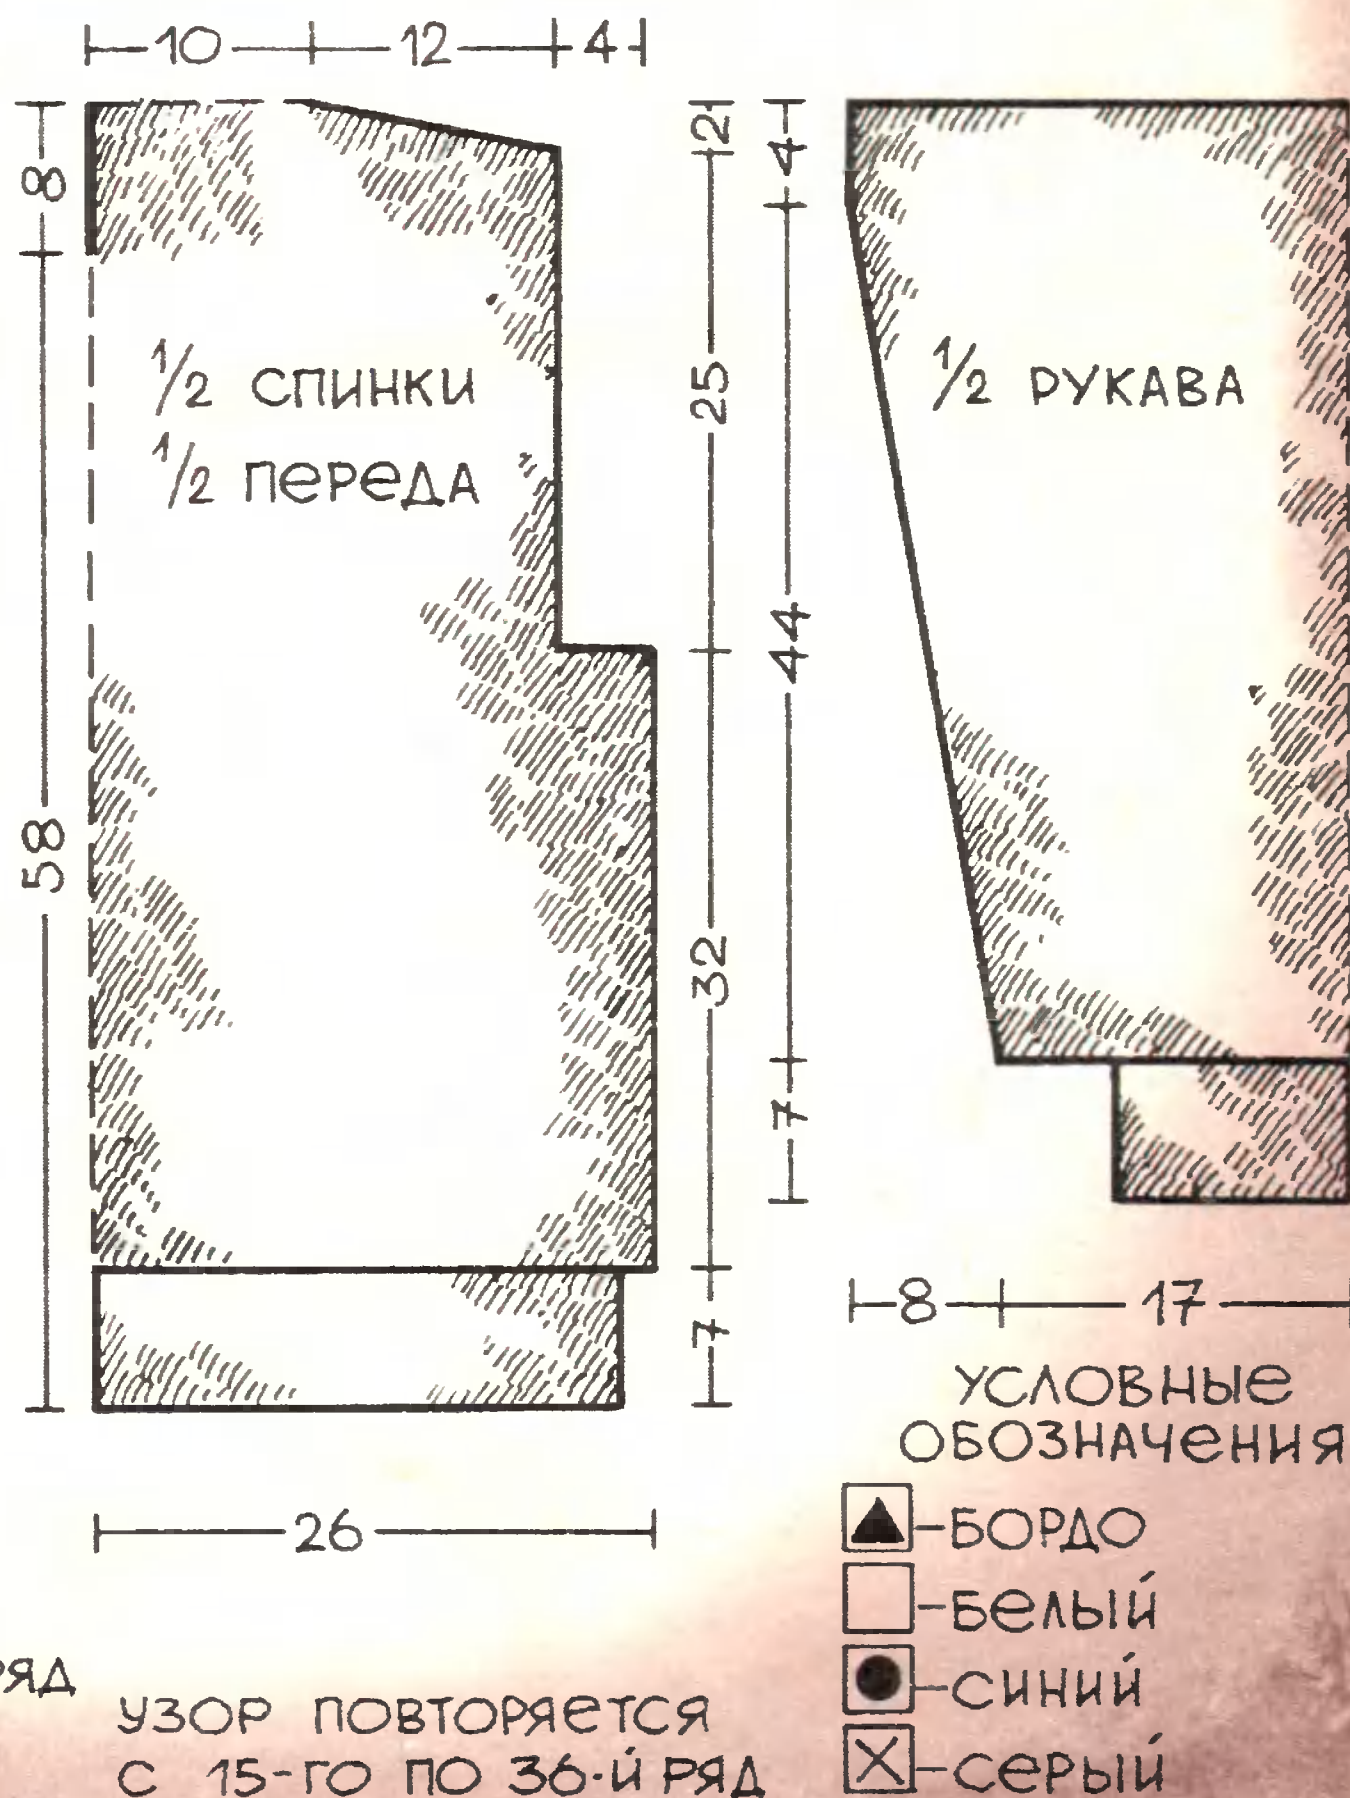 10 12 4
8
58
2
25
32
7
4
44
7
1/2 СПИНКИ
1/2 ПЕРЕДА
1/2 РУКАВА
26
8 17
УСЛОВНЫЕ
ОБОЗНАЧЕНИЯ
-БОРДО
-БЕЛЫЙ
-СИНИЙ
-СЕРЫЙ
РЯД
УЗОР ПОВТОРЯЕТСЯ
С 15-ГО ПО 36-Й РЯД